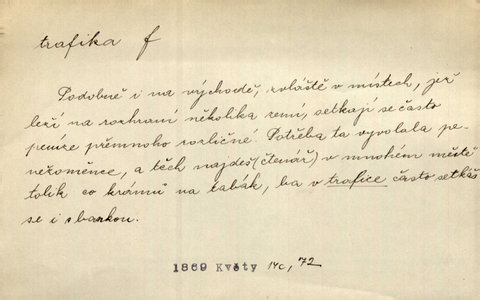 trafika f
Podobně i na východě, zvláště v místech, jež
leží na rozhraní několika zemí, setkají se často
peníze přemnoho rozličné. Potřeba ta vyvolala pe-
nězoměnce, a těch najdeš (čtenář) v mnohém městě
tolik co krámů na tabák, ba v trafice často setkáš
se i s bankou.
1869 Květy 14c, 72